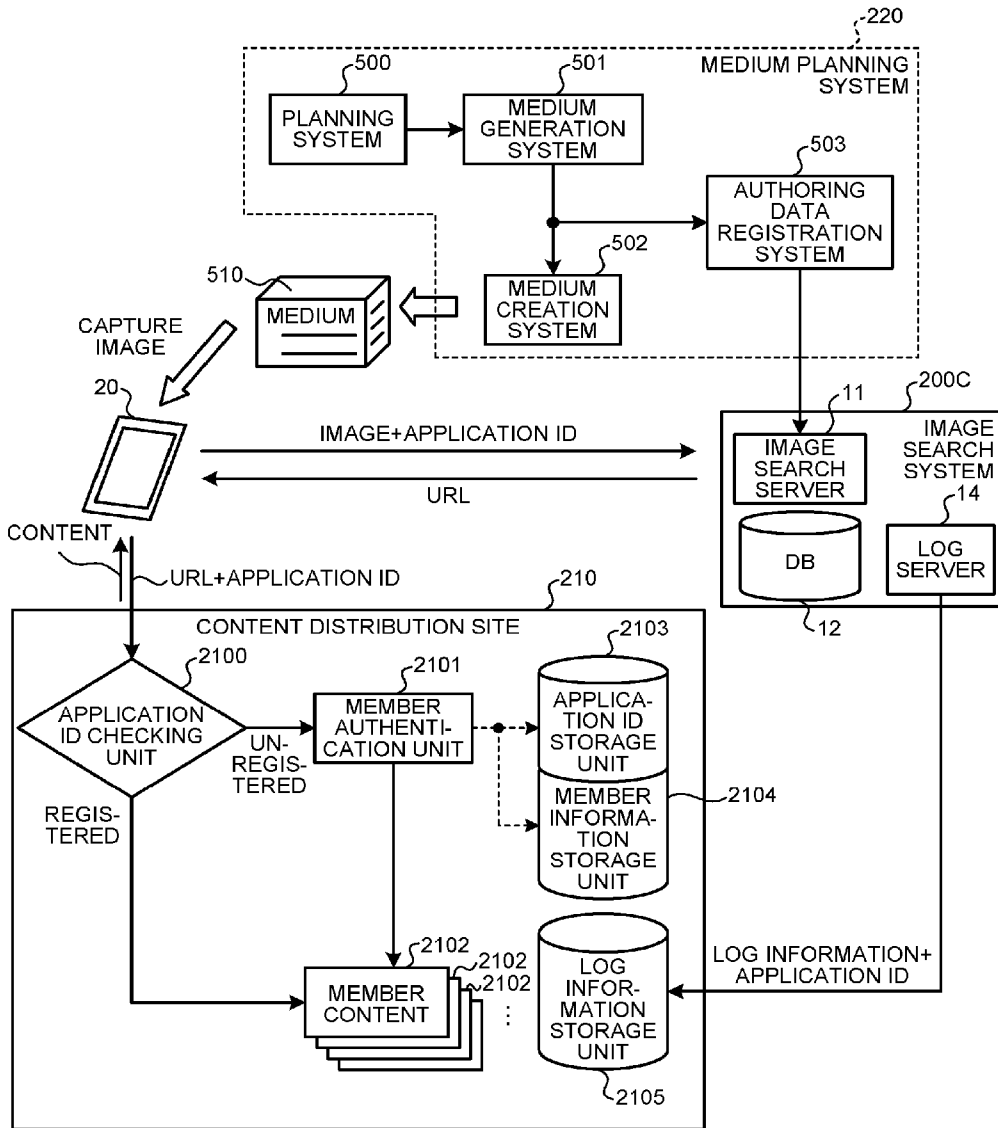 220
MEDIUM PLANNING
SYSTEM
500
PLANNING
SYSTEM
501
MEDIUM
GENERATION
SYSTEM
503
AUTHORING
DATA
REGISTRATION
SYSTEM
502
MEDIUM
CREATION
SYSTEM
510
MEDIUM
CAPTURE
IMAGE
20
IMAGE+APPLICATION ID
URL
200C
IMAGE
SEARCH
SYSTEM
11
IMAGE
SEARCH
SERVER
14
LOG
SERVER
DB
12
CONTENT
URL+APPLICATION ID
210
CONTENT DISTRIBUTION SITE
2100
APPLICATION
ID CHECKING
UNIT
UN-
REGIS-
TERED
REGIS-
TERED
2101
MEMBER
AUTHENTI-
CATION UNIT
2103
APPLICA-
TION ID
STORAGE
UNIT
MEMBER
INFORMA-
TION
STORAGE
UNIT
2104
2102
2102
2102
MEMBER
CONTENT
⋮
LOG
INFOR-
MATION
STORAGE
UNIT
2105
LOG INFORMATION+
APPLICATION ID